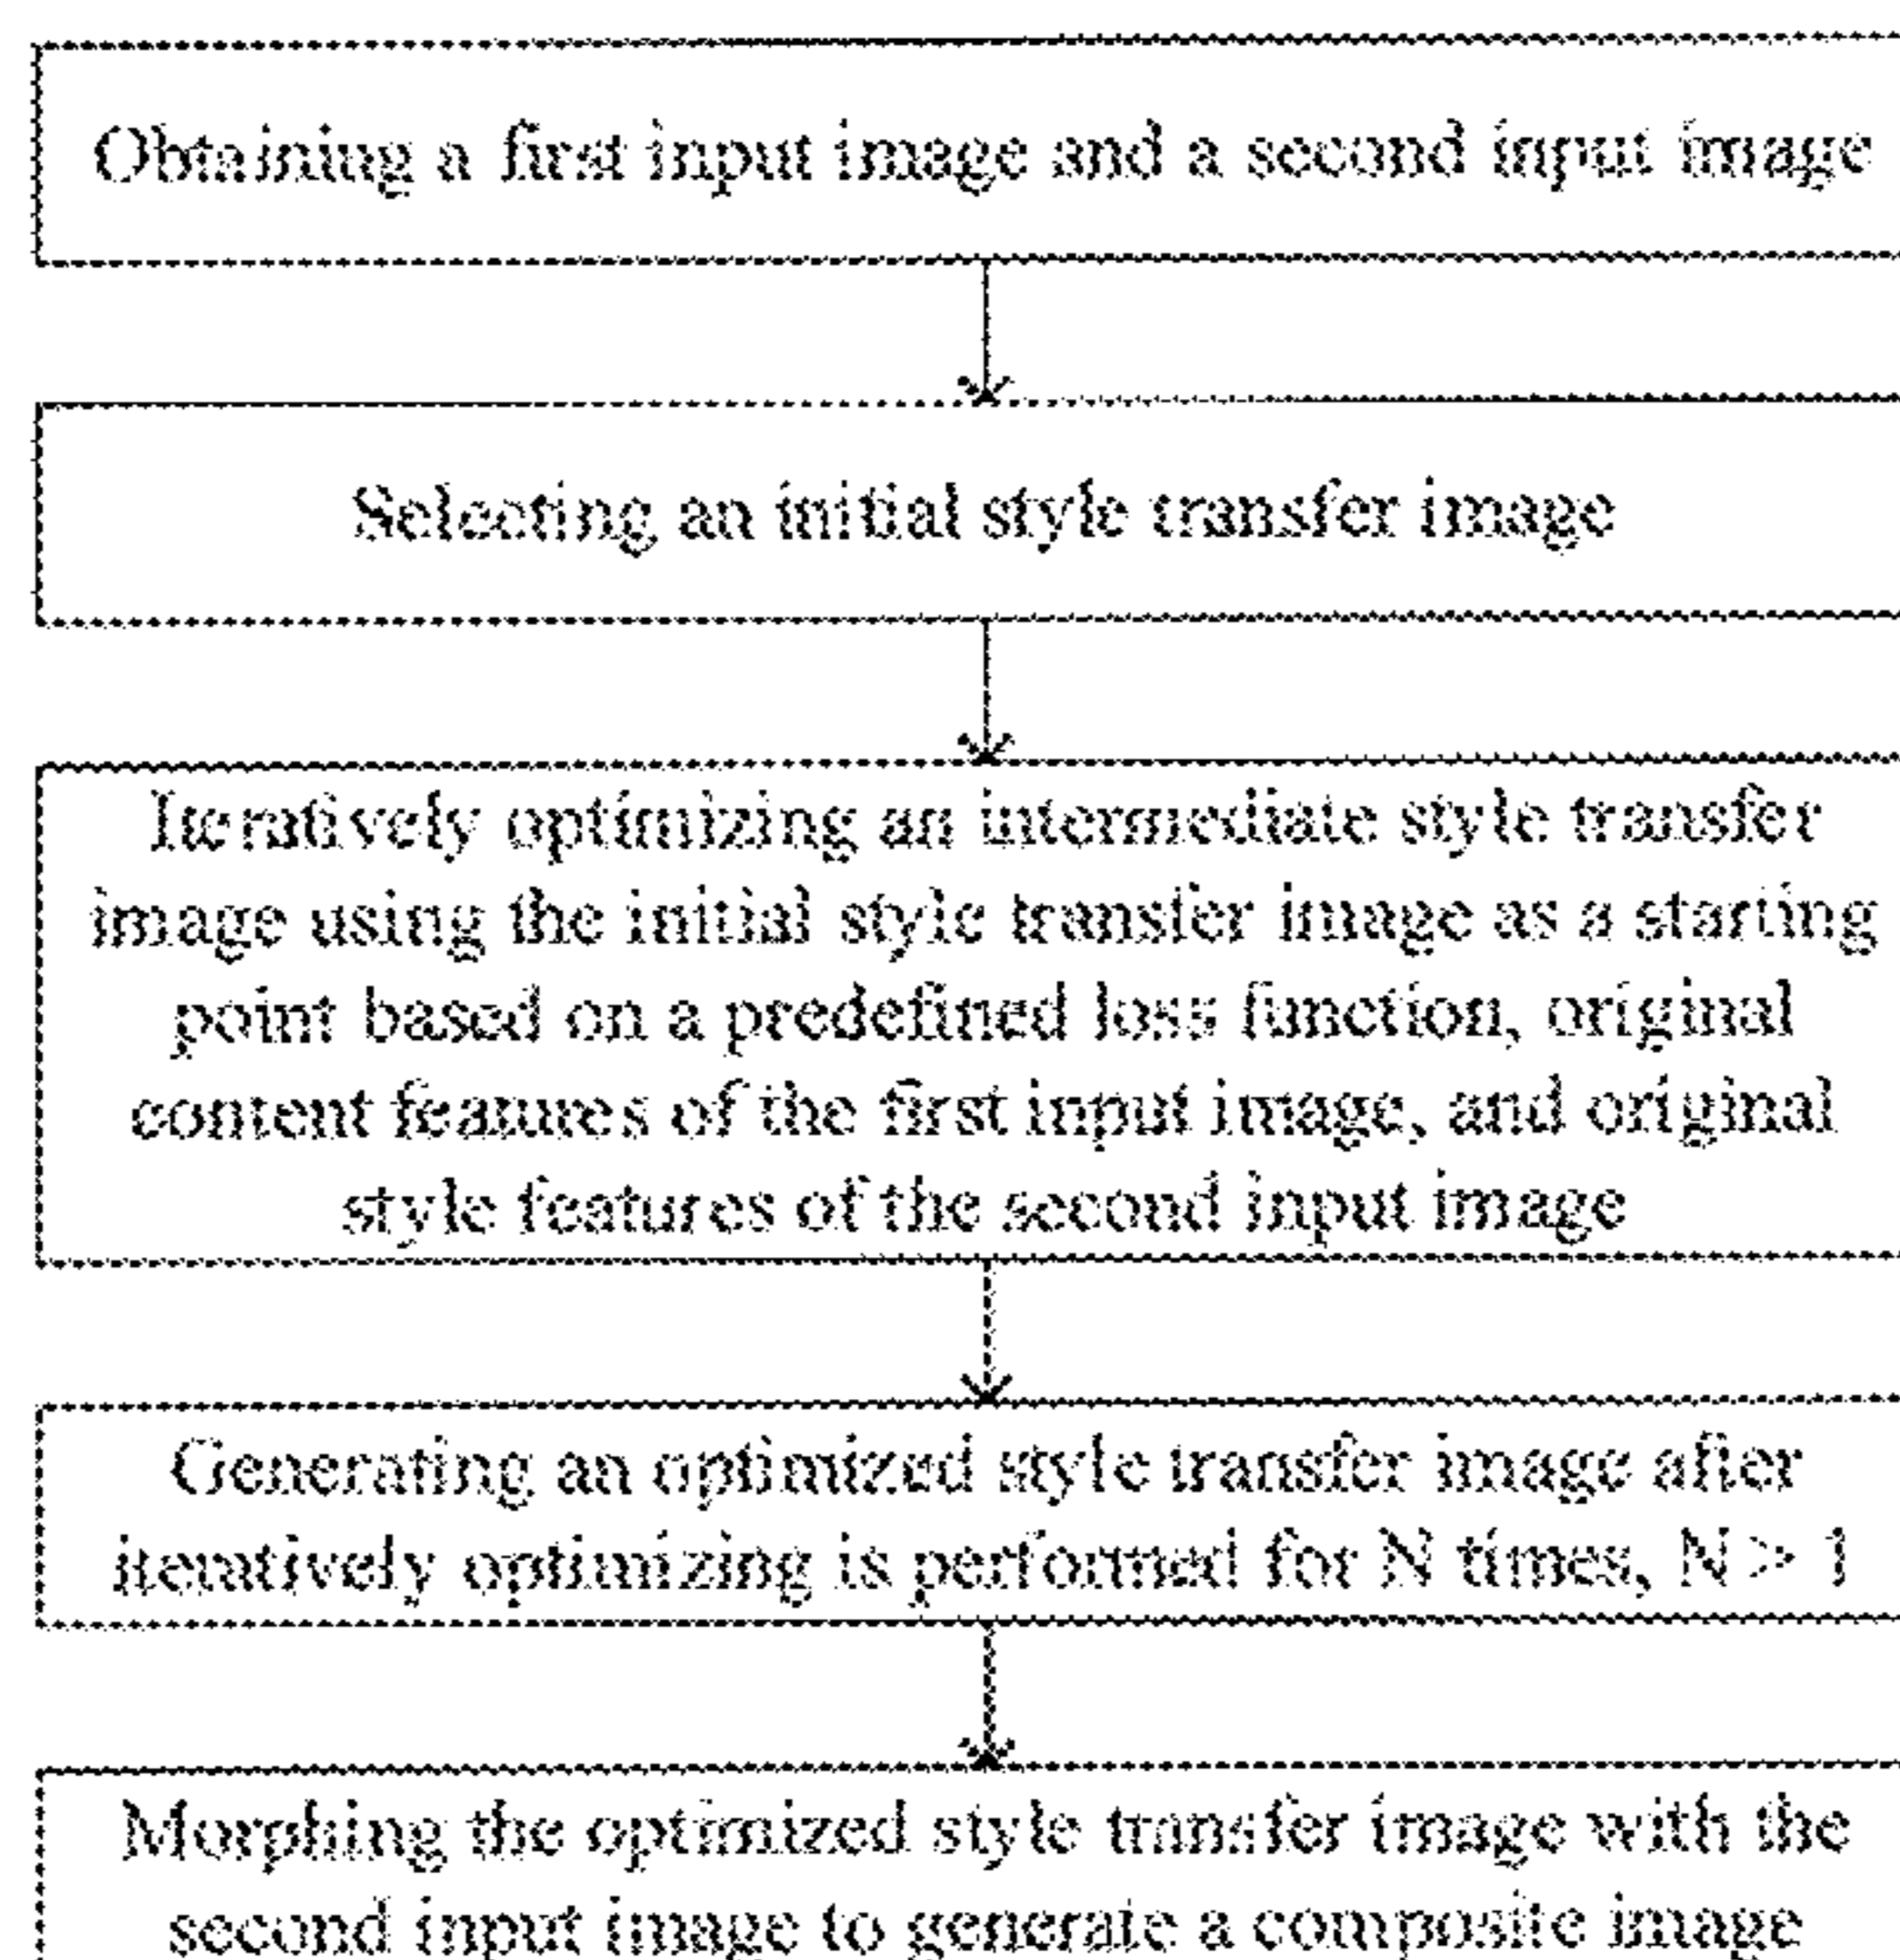 Obtaining a first input image and a second input image
Selecting an initial style transfer image
Iteratively optimizing an intermediate style transfer
image using the initial style transfer image as a starting
point based on a predefined loss function, original
content features of the first input image, and original
style features of the second input image
Generating an optimized style transfer image after
iteratively optimizing is performed for N times, N > 1
Morphing the optimized style transfer image with the
second input image to generate a composite image